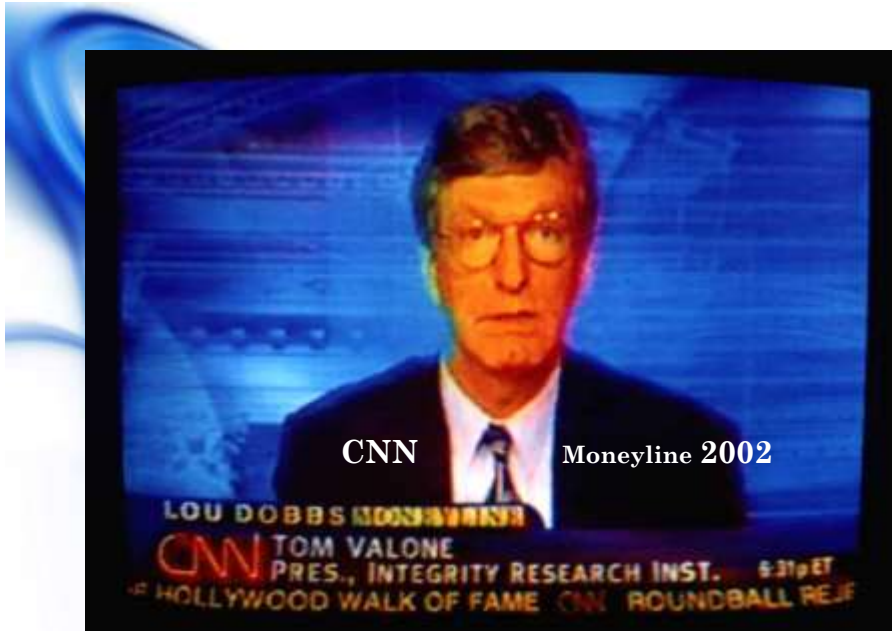 CNN Moneyline 2002
LOU DOBBS MONEYLINE
CNN TOM VALONE
PRES., INTEGRITY RESEARCH INST. 6:31p ET
HOLLYWOOD WALK OF FAME CNN ROUNDBALL